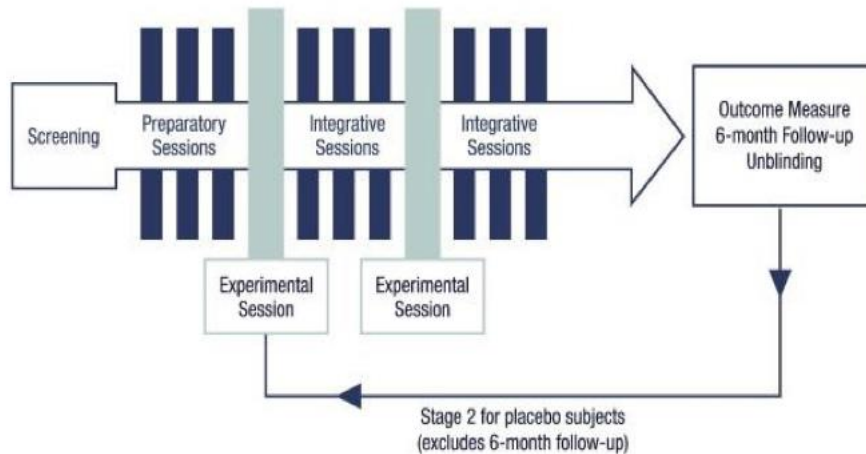 Screening
Preparatory
Sessions
Integrative
Sessions
Integrative
Sessions
Outcome Measure
6-month Follow-up
Unblinding
Experimental
Session
Experimental
Session
Stage 2 for placebo subjects
(excludes 6-month follow-up)